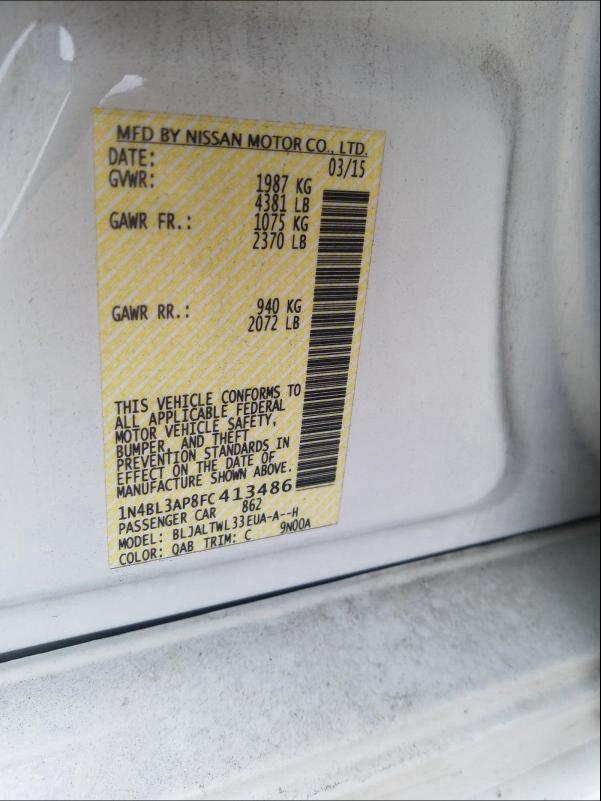 MFD BY NISSAN MOTOR CO., LTD.
DATE: 03/15
GVWR: 1987 KG
4381 LB
GAWR FR.: 1075 KG
2370 LB
GAWR RR.: 940 KG
2072 LB
THIS VEHICLE CONFORMS TO
ALL APPLICABLE FEDERAL
MOTOR VEHICLE SAFETY,
BUMPER, AND THEFT
PREVENTION STANDARDS IN
EFFECT ON THE DATE OF
MANUFACTURE SHOWN ABOVE.
1N4BL3AP8FC413486
PASSENGER CAR 862
MODEL: BLJALTWL33EUA-A--H
COLOR: QAB TRIM: C 9N00A